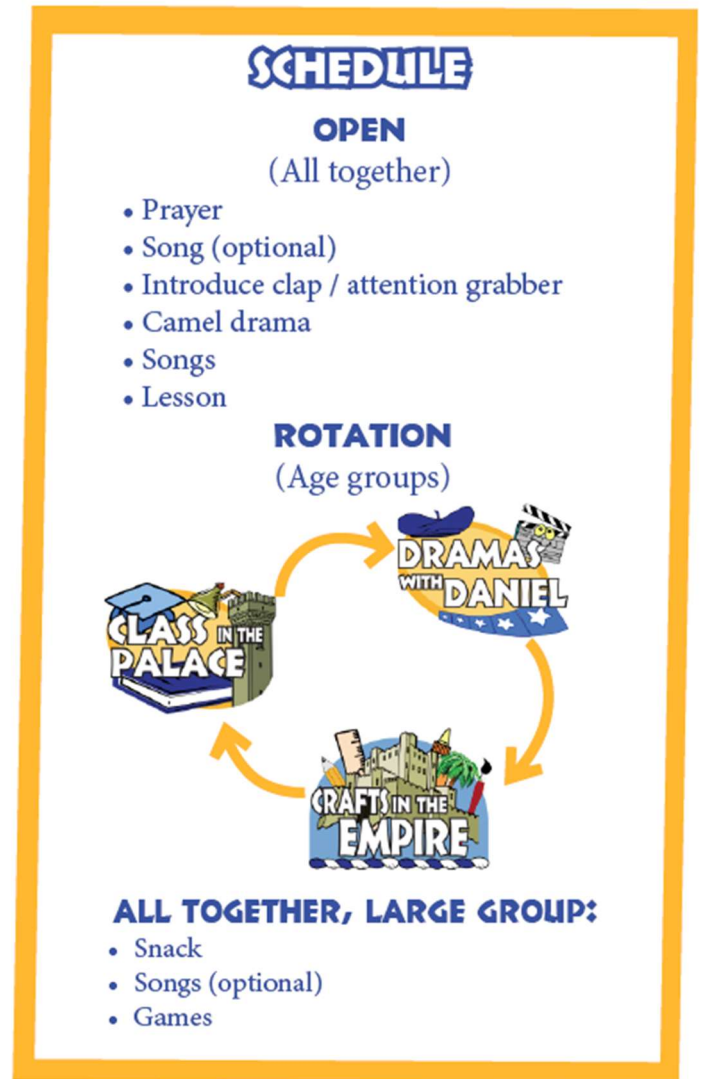 SCHEDULE
OPEN
(All together)
• Prayer
• Song (optional)
• Introduce clap / attention grabber
• Camel drama
• Songs
• Lesson
ROTATION
(Age groups)
DRAMAS
WITH DANIEL
CLASS IN THE
PALACE
CRAFTS IN THE
EMPIRE
ALL TOGETHER, LARGE GROUP:
• Snack
• Songs (optional)
• Games